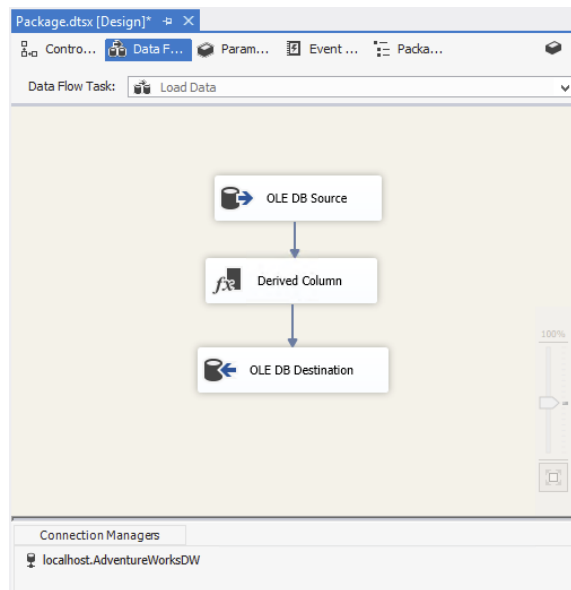 Package.dtsx [Design]*
Contro... Data F... Param... Event ... Packa...
Data Flow Task: Load Data
OLE DB Source
fx Derived Column
OLE DB Destination
100%
Connection Managers
localhost.AdventureWorksDW